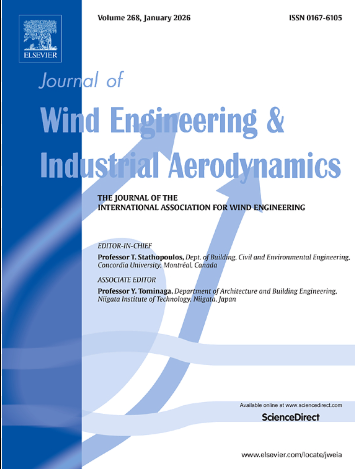 Volume 268, January 2026
ISSN 0167-6105
ELSEVIER
Journal of
Wind Engineering &
Industrial Aerodynamics
THE JOURNAL OF THE
INTERNATIONAL ASSOCIATION FOR WIND ENGINEERING
EDITOR-IN-CHIEF
Professor T. Stathopoulos, Dept. of Building, Civil and Environmental Engineering,
Concordia University, Montréal, Canada
ASSOCIATE EDITOR
Professor Y. Tominaga, Department of Architecture and Building Engineering,
Niigata Institute of Technology, Niigata, Japan
Available online at www.sciencedirect.com
ScienceDirect
www.elsevier.com/locate/jweia